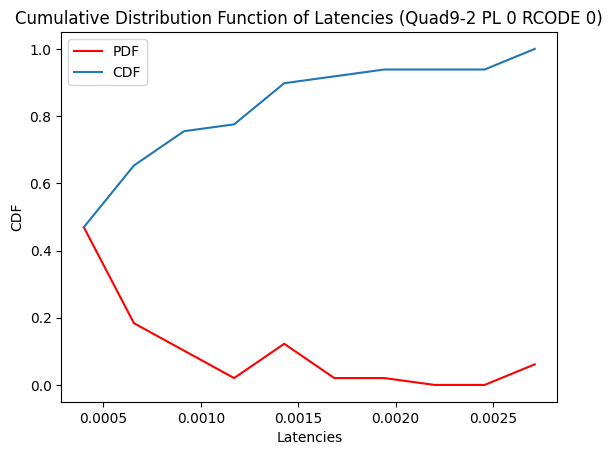 Cumulative Distribution Function of Latencies (Quad9-2 PL 0 RCODE 0)
PDF
CDF
1.0
0.8
0.6
0.4
0.2
0.0
CDF
0.0005
0.0010
0.0015
0.0020
0.0025
Latencies